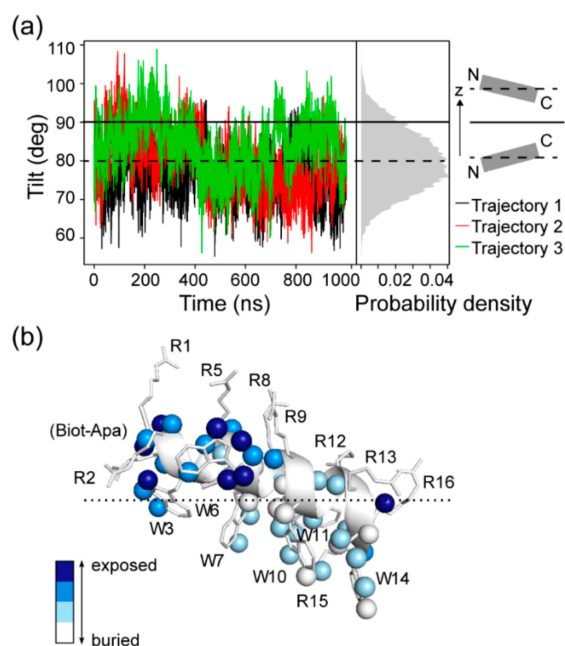 (a)
110
100
90
80
70
60
Tilt (deg)
0 200 400 600 800 1000
Time (ns)
0.0 0.02 0.04
Probability density
N
C
z
C
N
Trajectory 1
Trajectory 2
Trajectory 3
(b)
R1
R5
R8
R9
(Biot-Apa)
R12
R13
R16
R2
W3
W6
W7
W11
W10
W14
R15
exposed
buried